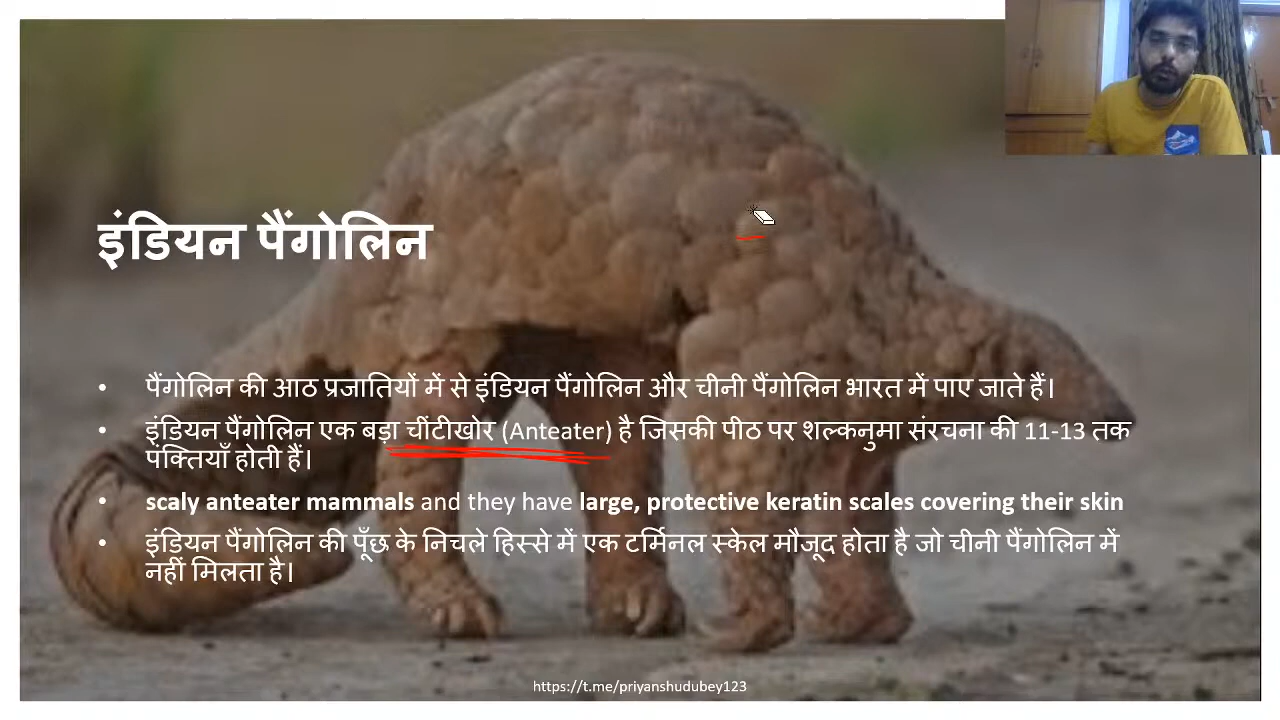 इंडियन पैंगोलिन
• पैंगोलिन की आठ प्रजातियों में से इंडियन पैंगोलिन और चीनी पैंगोलिन भारत में पाए जाते हैं।
• इंडियन पैंगोलिन एक बड़ा चींटीखोर (Anteater) है जिसकी पीठ पर शल्कनुमा संरचना की 11-13 तक
पंक्तियाँ होती हैं।
• scaly anteater mammals and they have large, protective keratin scales covering their skin
• इंडियन पैंगोलिन की पूँछ के निचले हिस्से में एक टर्मिनल स्केल मौजूद होता है जो चीनी पैंगोलिन में
नहीं मिलता है।
https://t.me/priyanshudubey123